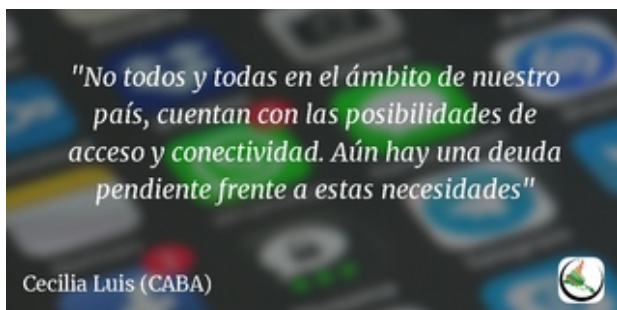 "No todos y todas en el ámbito de nuestro
país, cuentan con las posibilidades de
acceso y conectividad. Aún hay una deuda
pendiente frente a estas necesidades"
Cecilia Luis (CABA)